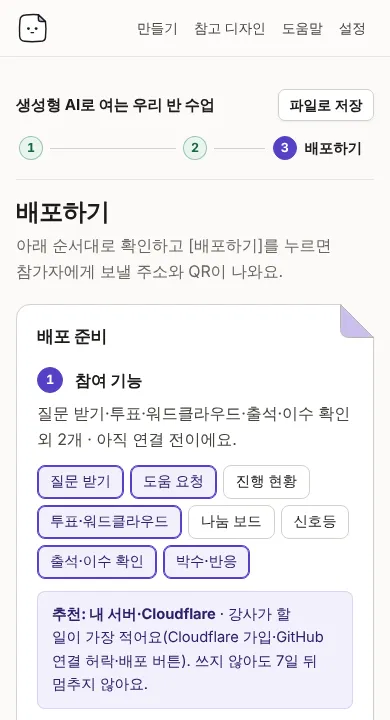 만들기 참고 디자인 도움말 설정
생성형 AI로 여는 우리 반 수업
파일로 저장
1 2 3 배포하기
배포하기
아래 순서대로 확인하고 [배포하기]를 누르면
참가자에게 보낼 주소와 QR이 나와요.
배포 준비
1 참여 기능
질문 받기·투표·워드클라우드·출석·이수 확인
외 2개 · 아직 연결 전이에요.
질문 받기 도움 요청 진행 현황
투표·워드클라우드 나눔 보드 신호등
출석·이수 확인 박수·반응
추천: 내 서버·Cloudflare · 강사가 할
일이 가장 적어요(Cloudflare 가입·GitHub
연결 허락·배포 버튼). 쓰지 않아도 7일 뒤
멈추지 않아요.